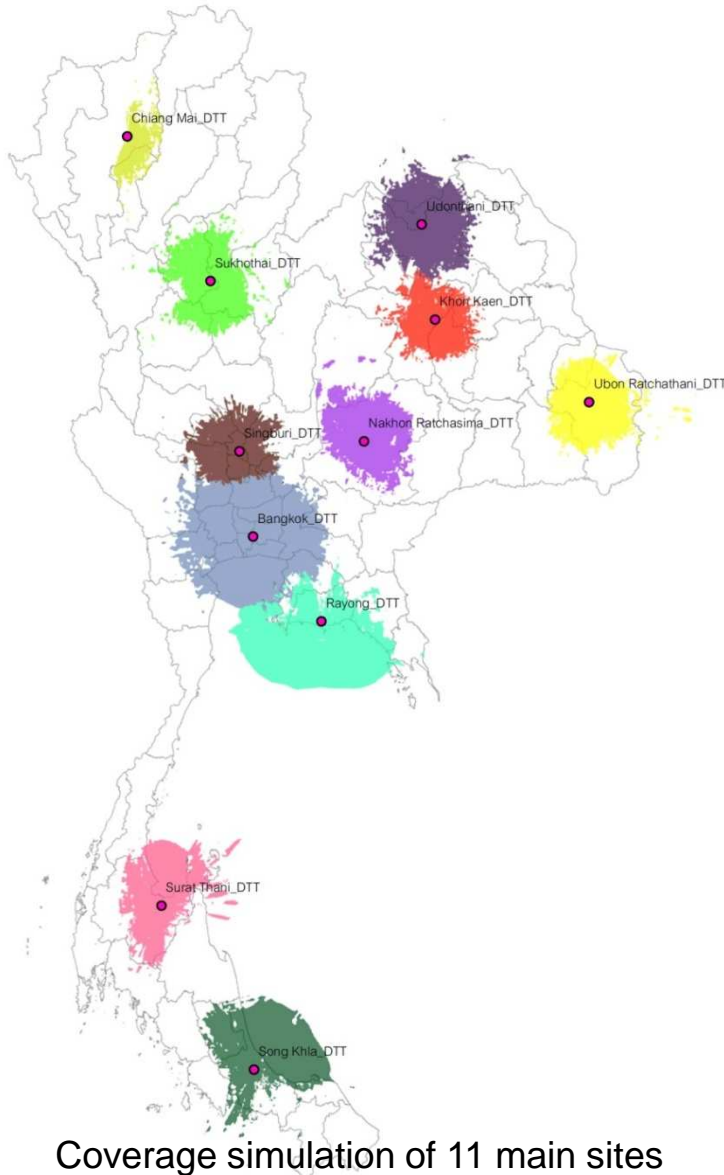 Chiang Mai_DTT
Udonthani_DTT
Sukhothai_DTT
Khon Kaen_DTT
Ubon Ratchathani_DTT
Nakhon Ratchasima_DTT
Singburi_DTT
Bangkok_DTT
Rayong_DTT
Surat Thani_DTT
Song Khla_DTT
Coverage simulation of 11 main sites